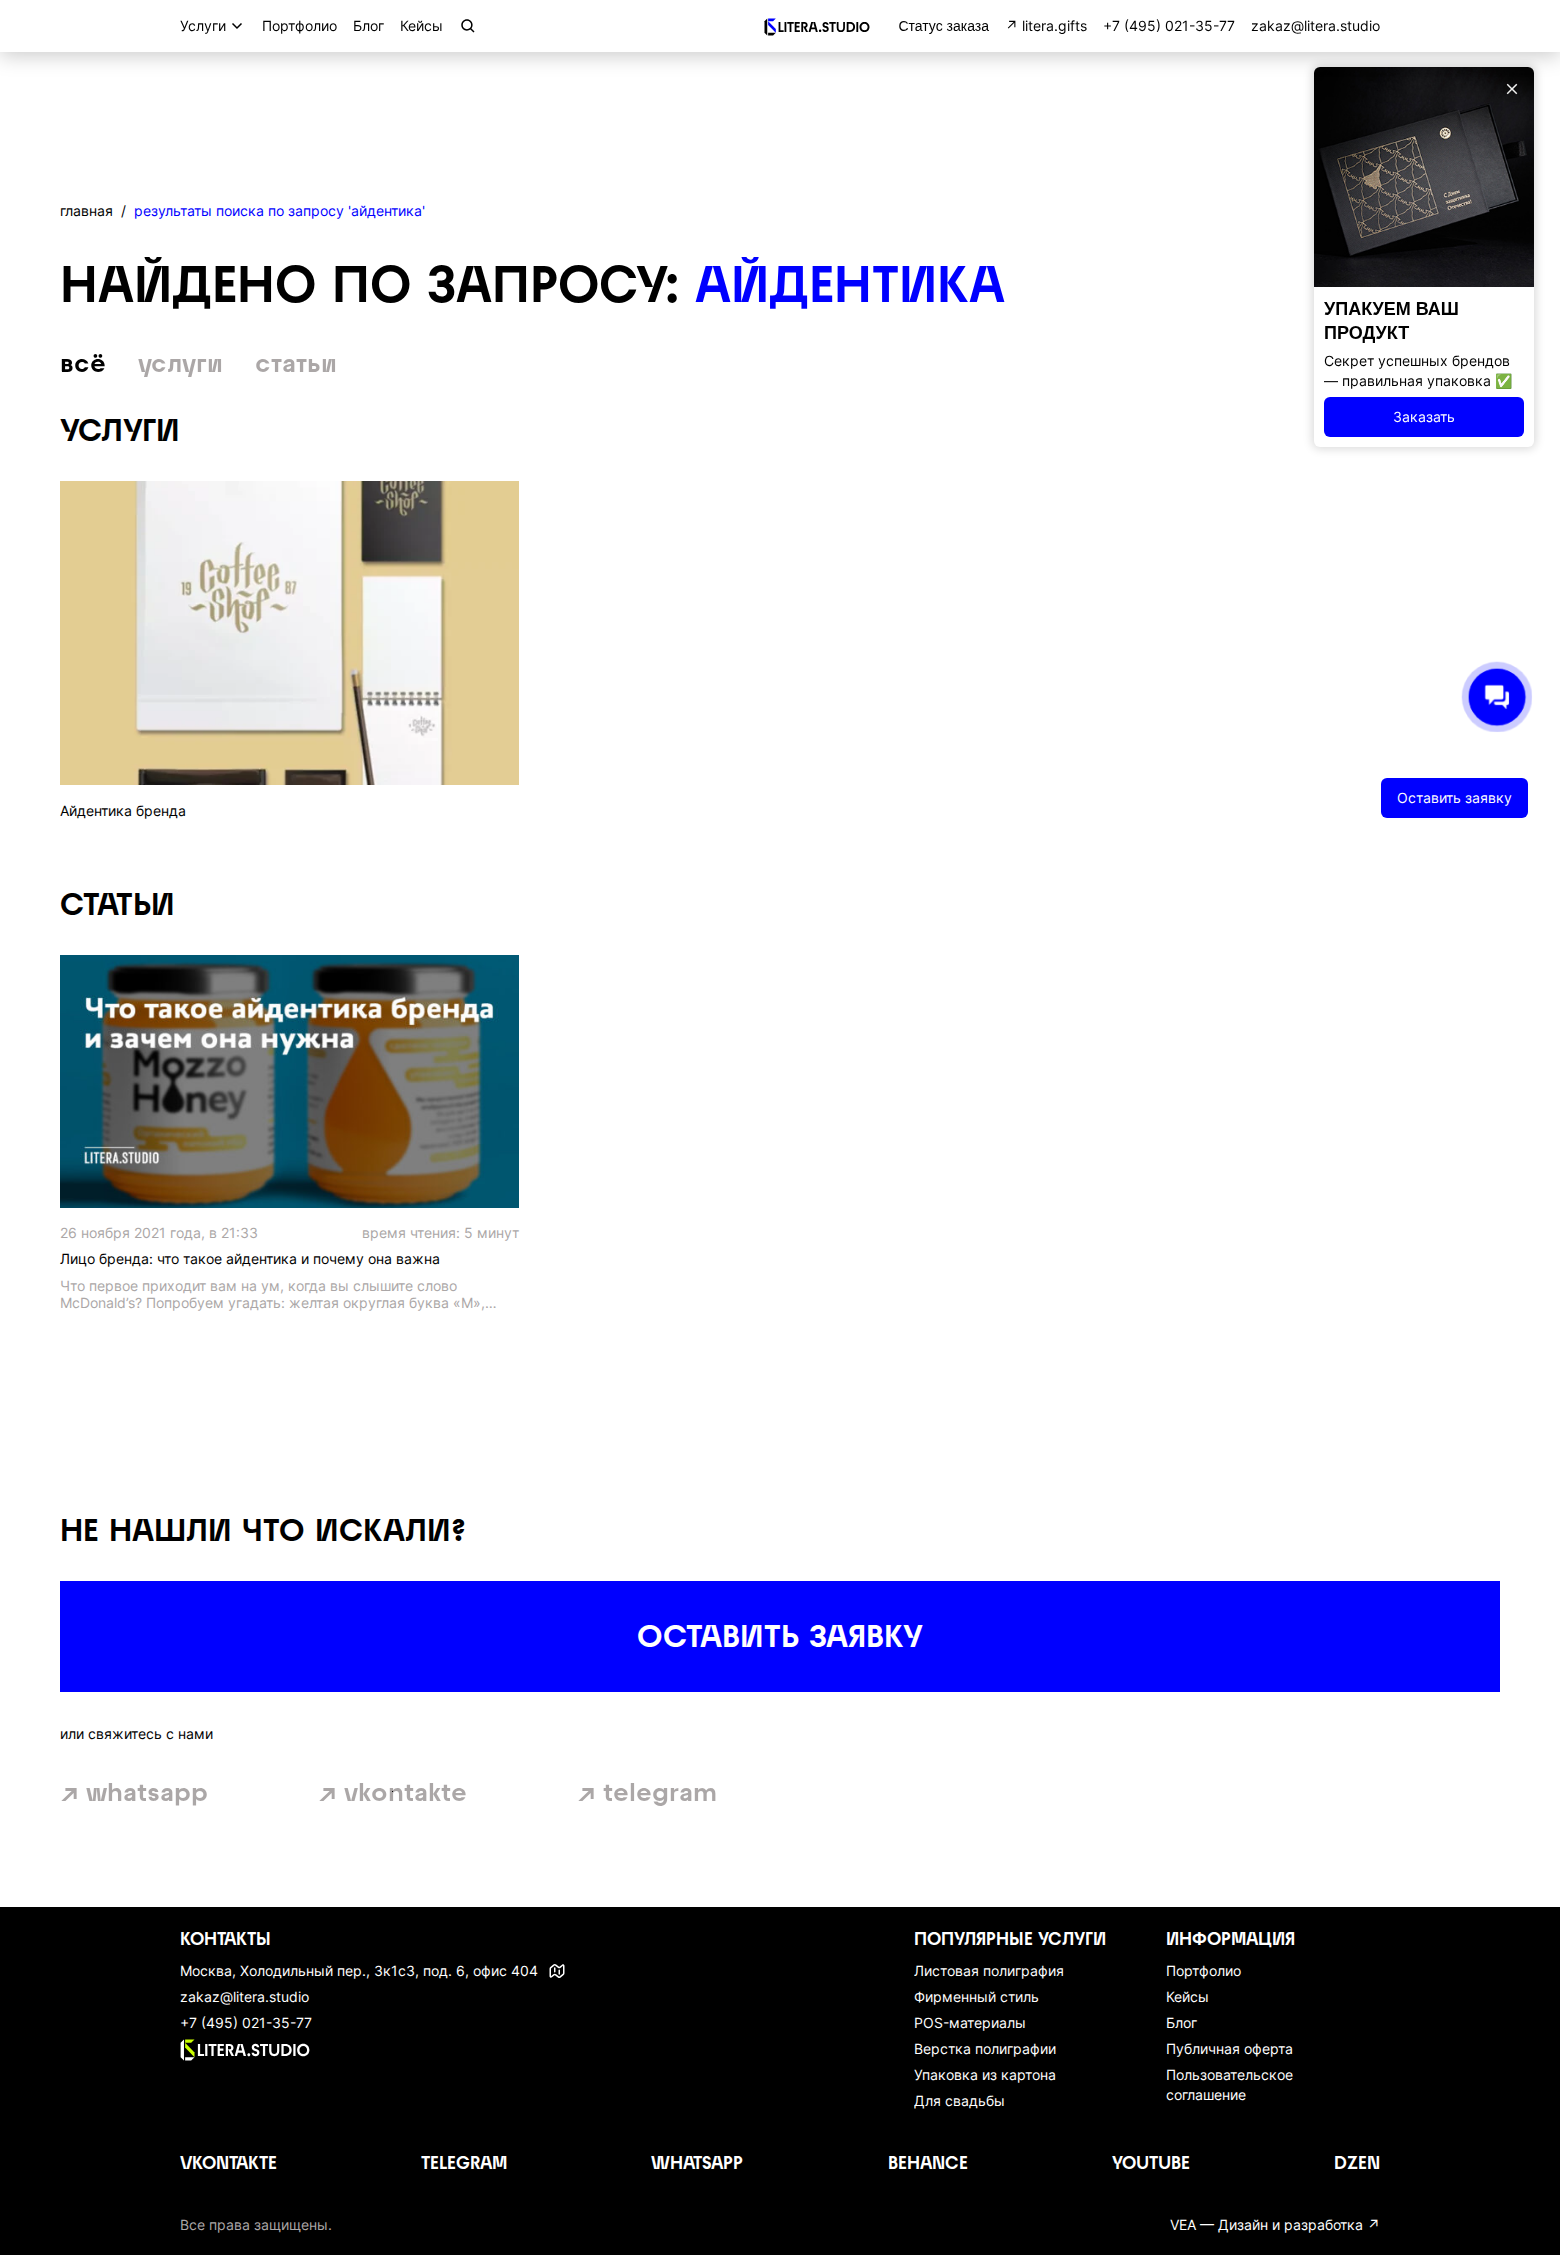 Услуги Портфолио Блог Кейсы LITERA.STUDIO Статус заказа ↗ litera.gifts +7 (495) 021-35-77 zakaz@litera.studio
главная / результаты поиска по запросу 'айдентика'
НАЙДЕНО ПО ЗАПРОСУ: АЙДЕНТИКА
всё услуги статьи
С Днем
защитника
Отечества!
УПАКУЕМ ВАШ
ПРОДУКТ
Секрет успешных брендов
— правильная упаковка ✅
Заказать
УСЛУГИ
Coffee
19 87
Shop
Айдентика бренда
Оставить заявку
СТАТЬИ
Что такое айдентика бренда
и зачем она нужна
Mozzo
Honey
LITERA.STUDIO
26 ноября 2021 года, в 21:33 время чтения: 5 минут
Лицо бренда: что такое айдентика и почему она важна
Что первое приходит вам на ум, когда вы слышите слово
McDonald's? Попробуем угадать: желтая округлая буква «М»,...
НЕ НАШЛИ ЧТО ИСКАЛИ?
ОСТАВИТЬ ЗАЯВКУ
или свяжитесь с нами
↗ whatsapp ↗ vkontakte ↗ telegram
КОНТАКТЫ
Москва, Холодильный пер., 3к1с3, под. 6, офис 404
zakaz@litera.studio
+7 (495) 021-35-77
LITERA.STUDIO
ПОПУЛЯРНЫЕ УСЛУГИ
Листовая полиграфия
Фирменный стиль
POS-материалы
Верстка полиграфии
Упаковка из картона
Для свадьбы
ИНФОРМАЦИЯ
Портфолио
Кейсы
Блог
Публичная оферта
Пользовательское
соглашение
VKONTAKTE TELEGRAM WHATSAPP BEHANCE YOUTUBE DZEN
Все права защищены. VEA — Дизайн и разработка ↗